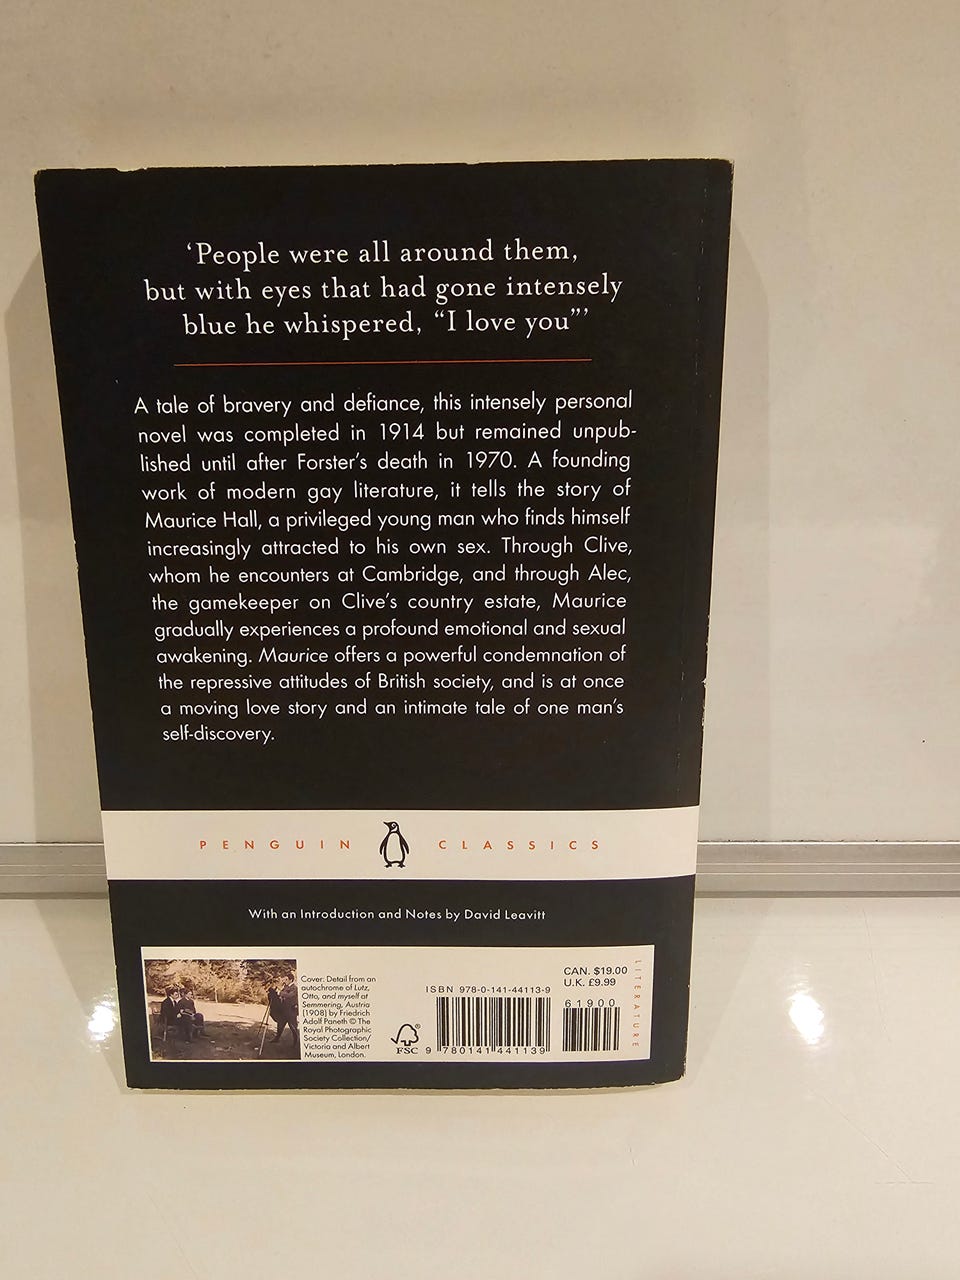 ‘People were all around them,
but with eyes that had gone intensely
blue he whispered, “I love you”’
A tale of bravery and defiance, this intensely personal
novel was completed in 1914 but remained unpub-
lished until after Forster’s death in 1970. A founding
work of modern gay literature, it tells the story of
Maurice Hall, a privileged young man who finds himself
increasingly attracted to his own sex. Through Clive,
whom he encounters at Cambridge, and through Alec,
the gamekeeper on Clive’s country estate, Maurice
gradually experiences a profound emotional and sexual
awakening. Maurice offers a powerful condemnation of
the repressive attitudes of British society, and is at once
a moving love story and an intimate tale of one man’s
self-discovery.
PENGUIN CLASSICS
With an Introduction and Notes by David Leavitt
Cover: Detail from an
autochrome of Lutz,
Otto, and myself at
Semmering, Austria
(1908) by Friedrich
Adolf Paneth © The
Royal Photographic
Society Collection/
Victoria and Albert
Museum, London.
FSC®
ISBN 978-0-141-44113-9
9 780141 441139
CAN. $19.00
U.K. £9.99
61900
LITERATURE